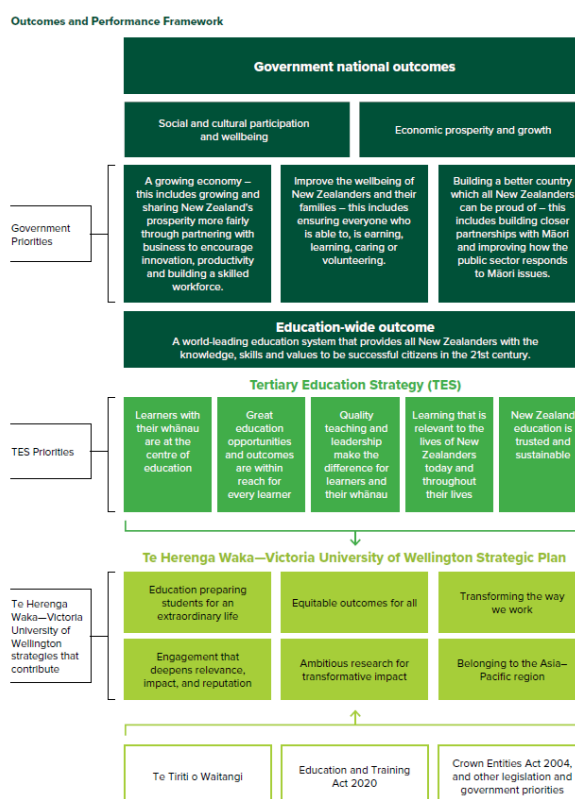 Outcomes and Performance Framework
Government national outcomes
Social and cultural participation
and wellbeing
Economic prosperity and growth
Government
Priorities
A growing economy –
this includes growing and
sharing New Zealand's
prosperity more fairly
through partnering with
business to encourage
innovation, productivity
and building a skilled
workforce.
Improve the wellbeing of
New Zealanders and their
families – this includes
ensuring everyone who
is able to, is earning,
learning, caring or
volunteering.
Building a better country
which all New Zealanders
can be proud of – this
includes building closer
partnerships with Māori
and improving how the
public sector responds
to Māori issues.
Education-wide outcome
A world-leading education system that provides all New Zealanders with the
knowledge, skills and values to be successful citizens in the 21st century.
Tertiary Education Strategy (TES)
TES Priorities
Learners with
their whānau
are at the
centre of
education
Great
education
opportunities
and outcomes
are within
reach for
every learner
Quality
teaching and
leadership
make the
difference for
learners and
their whānau
Learning that is
relevant to the
lives of New
Zealanders
today and
throughout
their lives
New Zealand
education is
trusted and
sustainable
Te Herenga Waka—Victoria University of Wellington Strategic Plan
Te Herenga
Waka—Victoria
University of
Wellington
strategies that
contribute
Education preparing
students for an
extraordinary life
Equitable outcomes for all
Transforming the way
we work
Engagement that
deepens relevance,
impact, and reputation
Ambitious research for
transformative impact
Belonging to the Asia–
Pacific region
Te Tiriti o Waitangi
Education and Training
Act 2020
Crown Entities Act 2004,
and other legislation and
government priorities